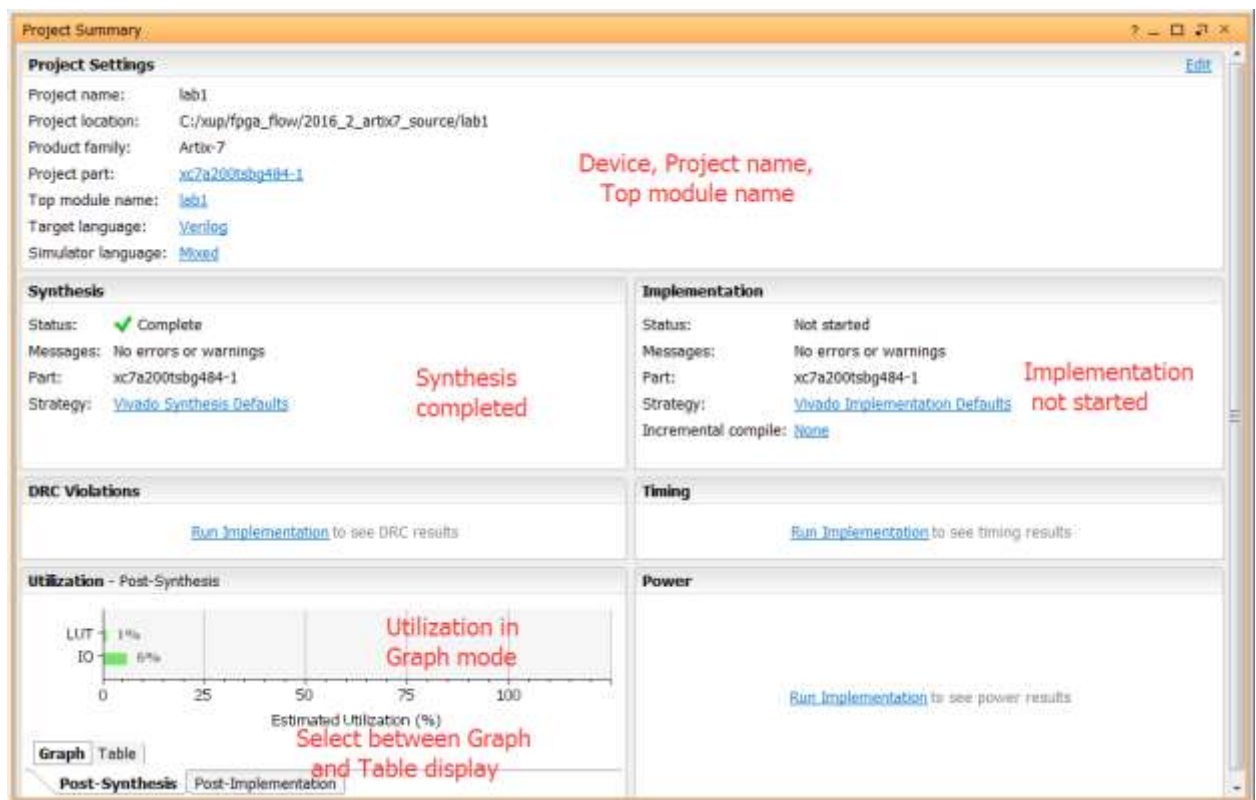 Project Summary
Project Settings Edit
Project name: lab1
Project location: C:/xup/fpga_flow/2016_2_artix7_source/lab1
Product family: Artix-7
Project part: xc7a200tsbg484-1
Top module name: lab1
Target language: Verilog
Simulator language: Mixed
Device, Project name,
Top module name
Synthesis
Status: Complete
Messages: No errors or warnings
Part: xc7a200tsbg484-1
Strategy: Vivado Synthesis Defaults
Synthesis
completed
Implementation
Status: Not started
Messages: No errors or warnings
Part: xc7a200tsbg484-1
Strategy: Vivado Implementation Defaults
Incremental compile: None
Implementation
not started
DRC Violations
Run Implementation to see DRC results
Timing
Run Implementation to see timing results
Utilization - Post-Synthesis
LUT 1%
IO 6%
0 25 50 75 100
Estimated Utilization (%)
Utilization in
Graph mode
Select between Graph
and Table display
Graph Table
Post-Synthesis Post-Implementation
Power
Run Implementation to see power results